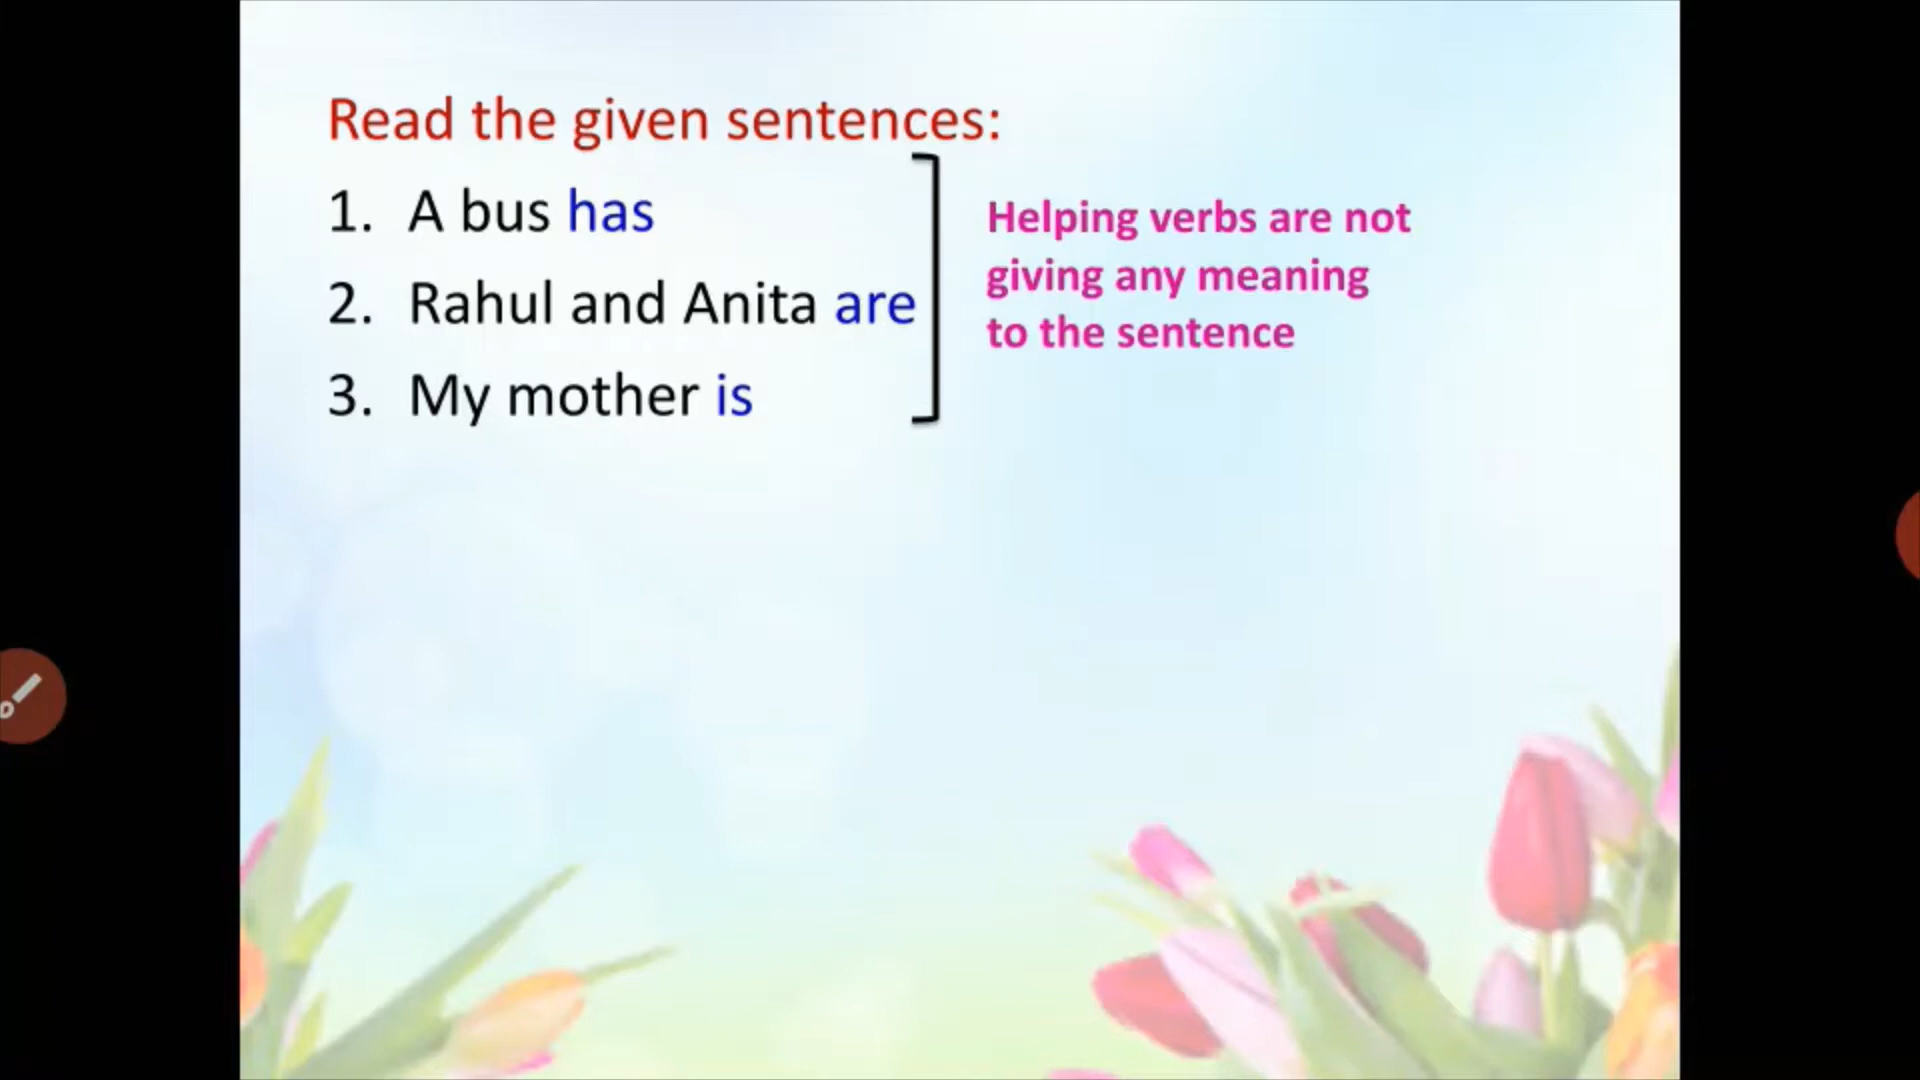 Read the given sentences:
1. A bus has
2. Rahul and Anita are
3. My mother is
Helping verbs are not
giving any meaning
to the sentence